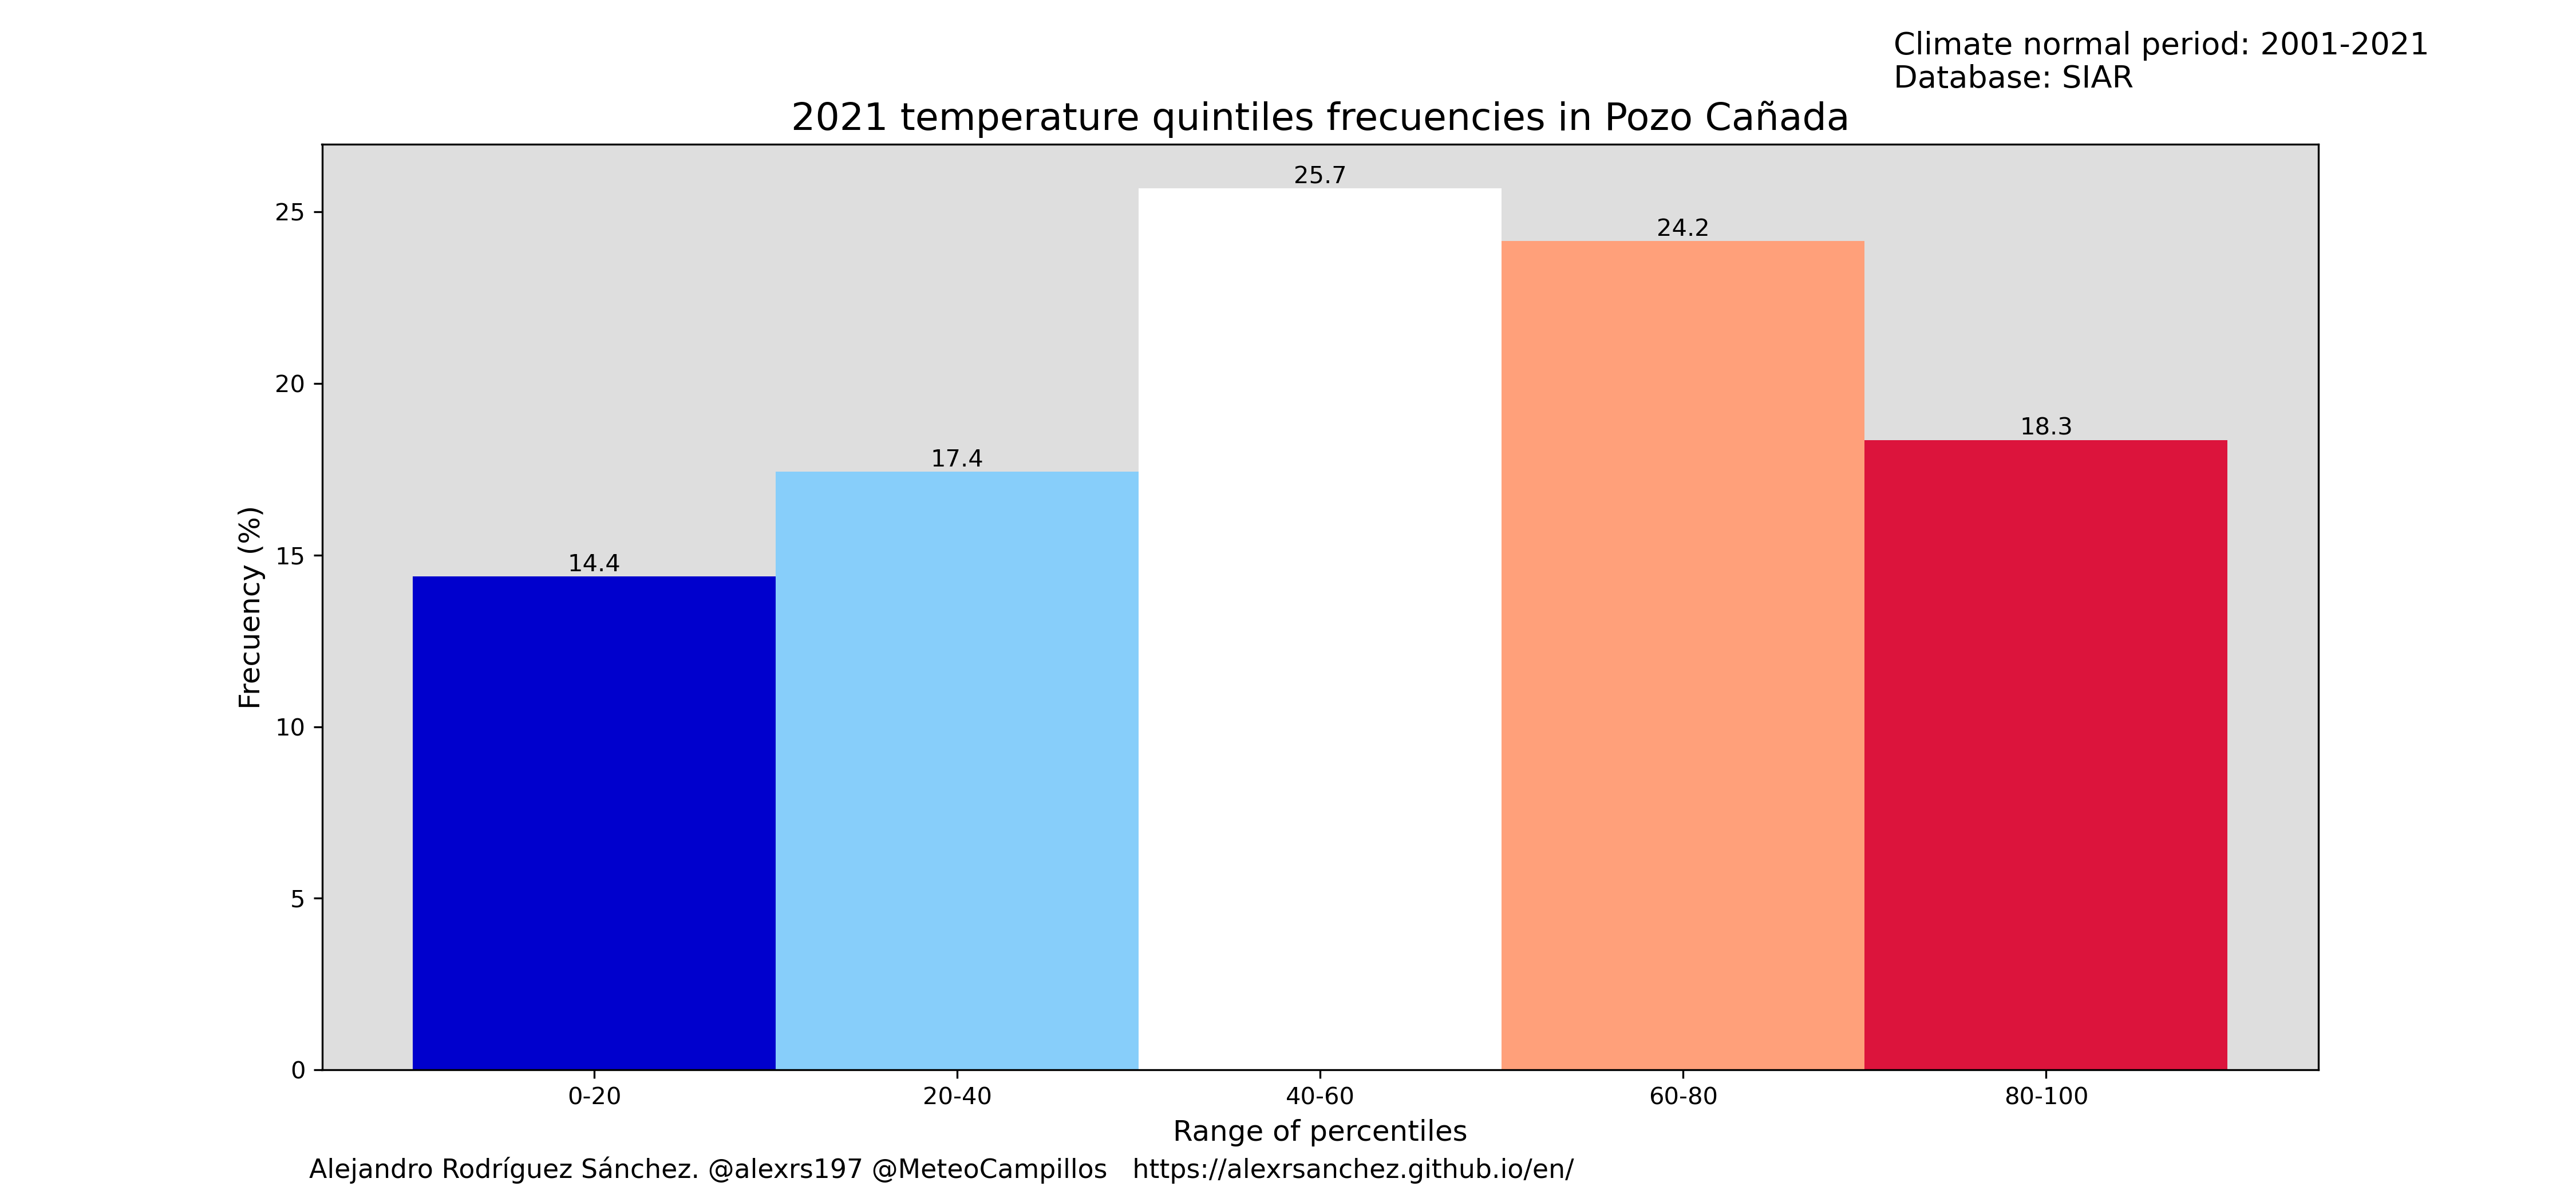 Climate normal period: 2001-2021
Database: SIAR
2021 temperature quintiles frecuencies in Pozo Cañada
25.7
25
24.2
20
18.3
17.4
Frecuency (%)
15
14.4
10
5
0
0-20 20-40 40-60 60-80 80-100
Range of percentiles
Alejandro Rodríguez Sánchez. @alexrs197 @MeteoCampillos https://alexrsanchez.github.io/en/